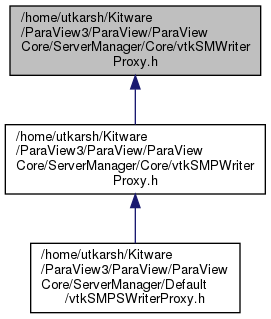 /home/utkarsh/Kitware
/ParaView3/ParaView/ParaView
Core/ServerManager/Core/vtkSMWriter
Proxy.h
/home/utkarsh/Kitware
/ParaView3/ParaView/ParaView
Core/ServerManager/Core/vtkSMPWriter
Proxy.h
/home/utkarsh/Kitware
/ParaView3/ParaView/ParaView
Core/ServerManager/Default
/vtkSMPSWriterProxy.h